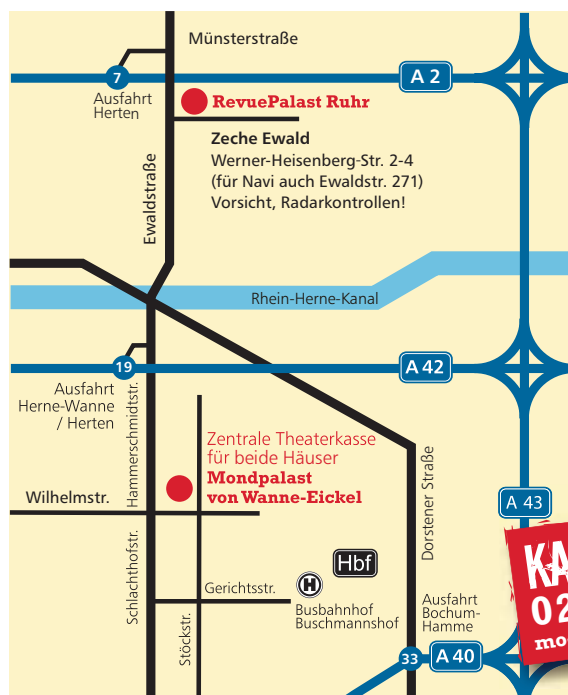 Münsterstraße
7
A 2
Ausfahrt
Herten
RevuePalast Ruhr
Zeche Ewald
Werner-Heisenberg-Str. 2-4
(für Navi auch Ewaldstr. 271)
Vorsicht, Radarkontrollen!
Ewaldstraße
Rhein-Herne-Kanal
19
A 42
Ausfahrt
Herne-Wanne
/ Herten
Hammerschmidtstr.
Zentrale Theaterkasse
für beide Häuser
Mondpalast
von Wanne-Eickel
Wilhelmstr.
Dorstener Straße
A 43
Schlachthofstr.
Stöckstr.
Gerichtsstr.
H
Hbf
Busbahnhof
Buschmannshof
Ausfahrt
Bochum-
Hamme
33
A 40
KA
02